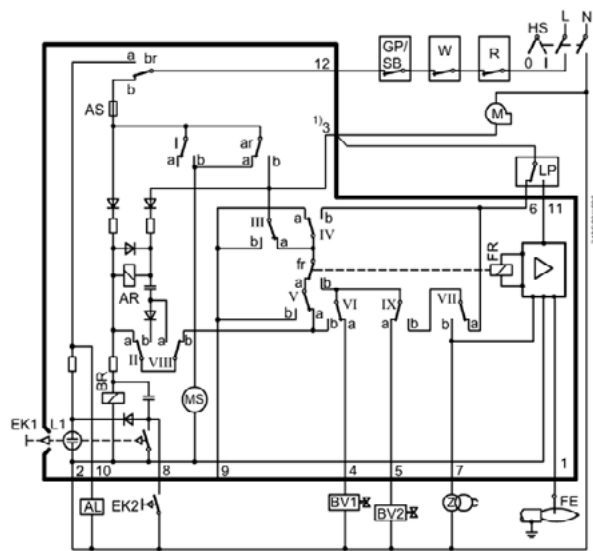 HS L N
0 I
GP/ SB
W
R
a br
12
b
AS
1) 3
M
I
ar
a b
a b
LP
6 11
III
b a
a b
IV
fr
FR
a
V
b a
VI
b a
IX
a b
VII
b a
AR
a b a b
II VIII
BR
MS
EK1 L1
2 10 8 9 4 5 7 1
AL
EK2
BV1
BV2
Z
FE